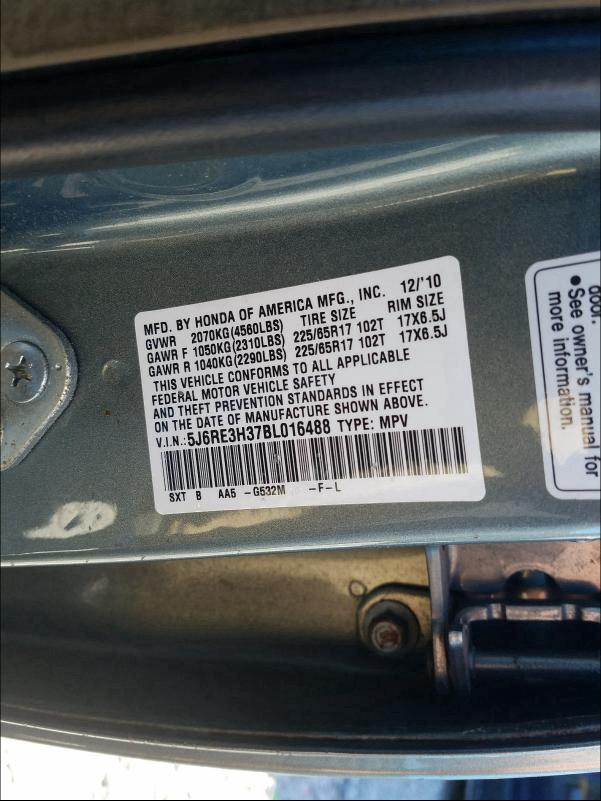 MFD. BY HONDA OF AMERICA MFG., INC. 12/'10
GVWR 2070KG(4560LBS) TIRE SIZE RIM SIZE
GAWR F 1050KG(2310LBS) 225/65R17 102T 17X6.5J
GAWR R 1040KG(2290LBS) 225/65R17 102T 17X6.5J
THIS VEHICLE CONFORMS TO ALL APPLICABLE
FEDERAL MOTOR VEHICLE SAFETY
AND THEFT PREVENTION STANDARDS IN EFFECT
ON THE DATE OF MANUFACTURE SHOWN ABOVE.
V.I.N.:5J6RE3H37BL016488 TYPE: MPV
SXT B AA5 -G532M -F-L
door.
•See owner's manual for
more information.